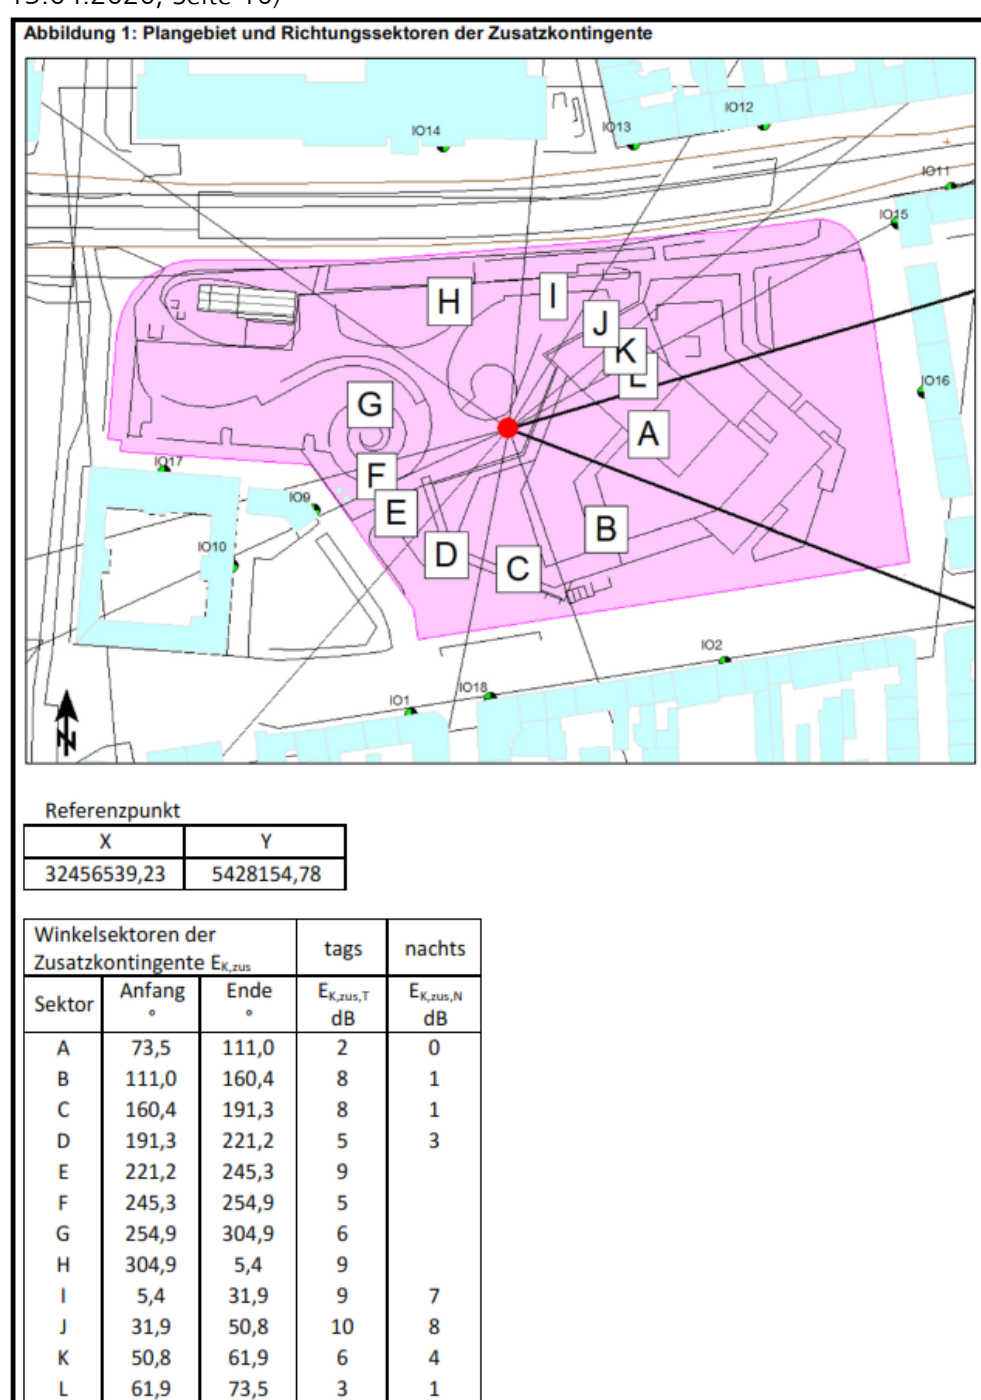 Abbildung 1: Plangebiet und Richtungssektoren der Zusatzkontingente
IO12
IO14
IO13
IO11
IO15
H
I
J
K
L
IO16
G
A
IO17
F
IO9
E
B
IO10
D
C
IO2
IO18
IO1
N
Referenzpunkt
X Y
32456539,23 5428154,78
Winkelsektoren der tags nachts
Zusatzkontingente EK,zus
Sektor Anfang Ende EK,zus,T EK,zus,N
° ° dB dB
A 73,5 111,0 2 0
B 111,0 160,4 8 1
C 160,4 191,3 8 1
D 191,3 221,2 5 3
E 221,2 245,3 9
F 245,3 254,9 5
G 254,9 304,9 6
H 304,9 5,4 9
I 5,4 31,9 9 7
J 31,9 50,8 10 8
K 50,8 61,9 6 4
L 61,9 73,5 3 1